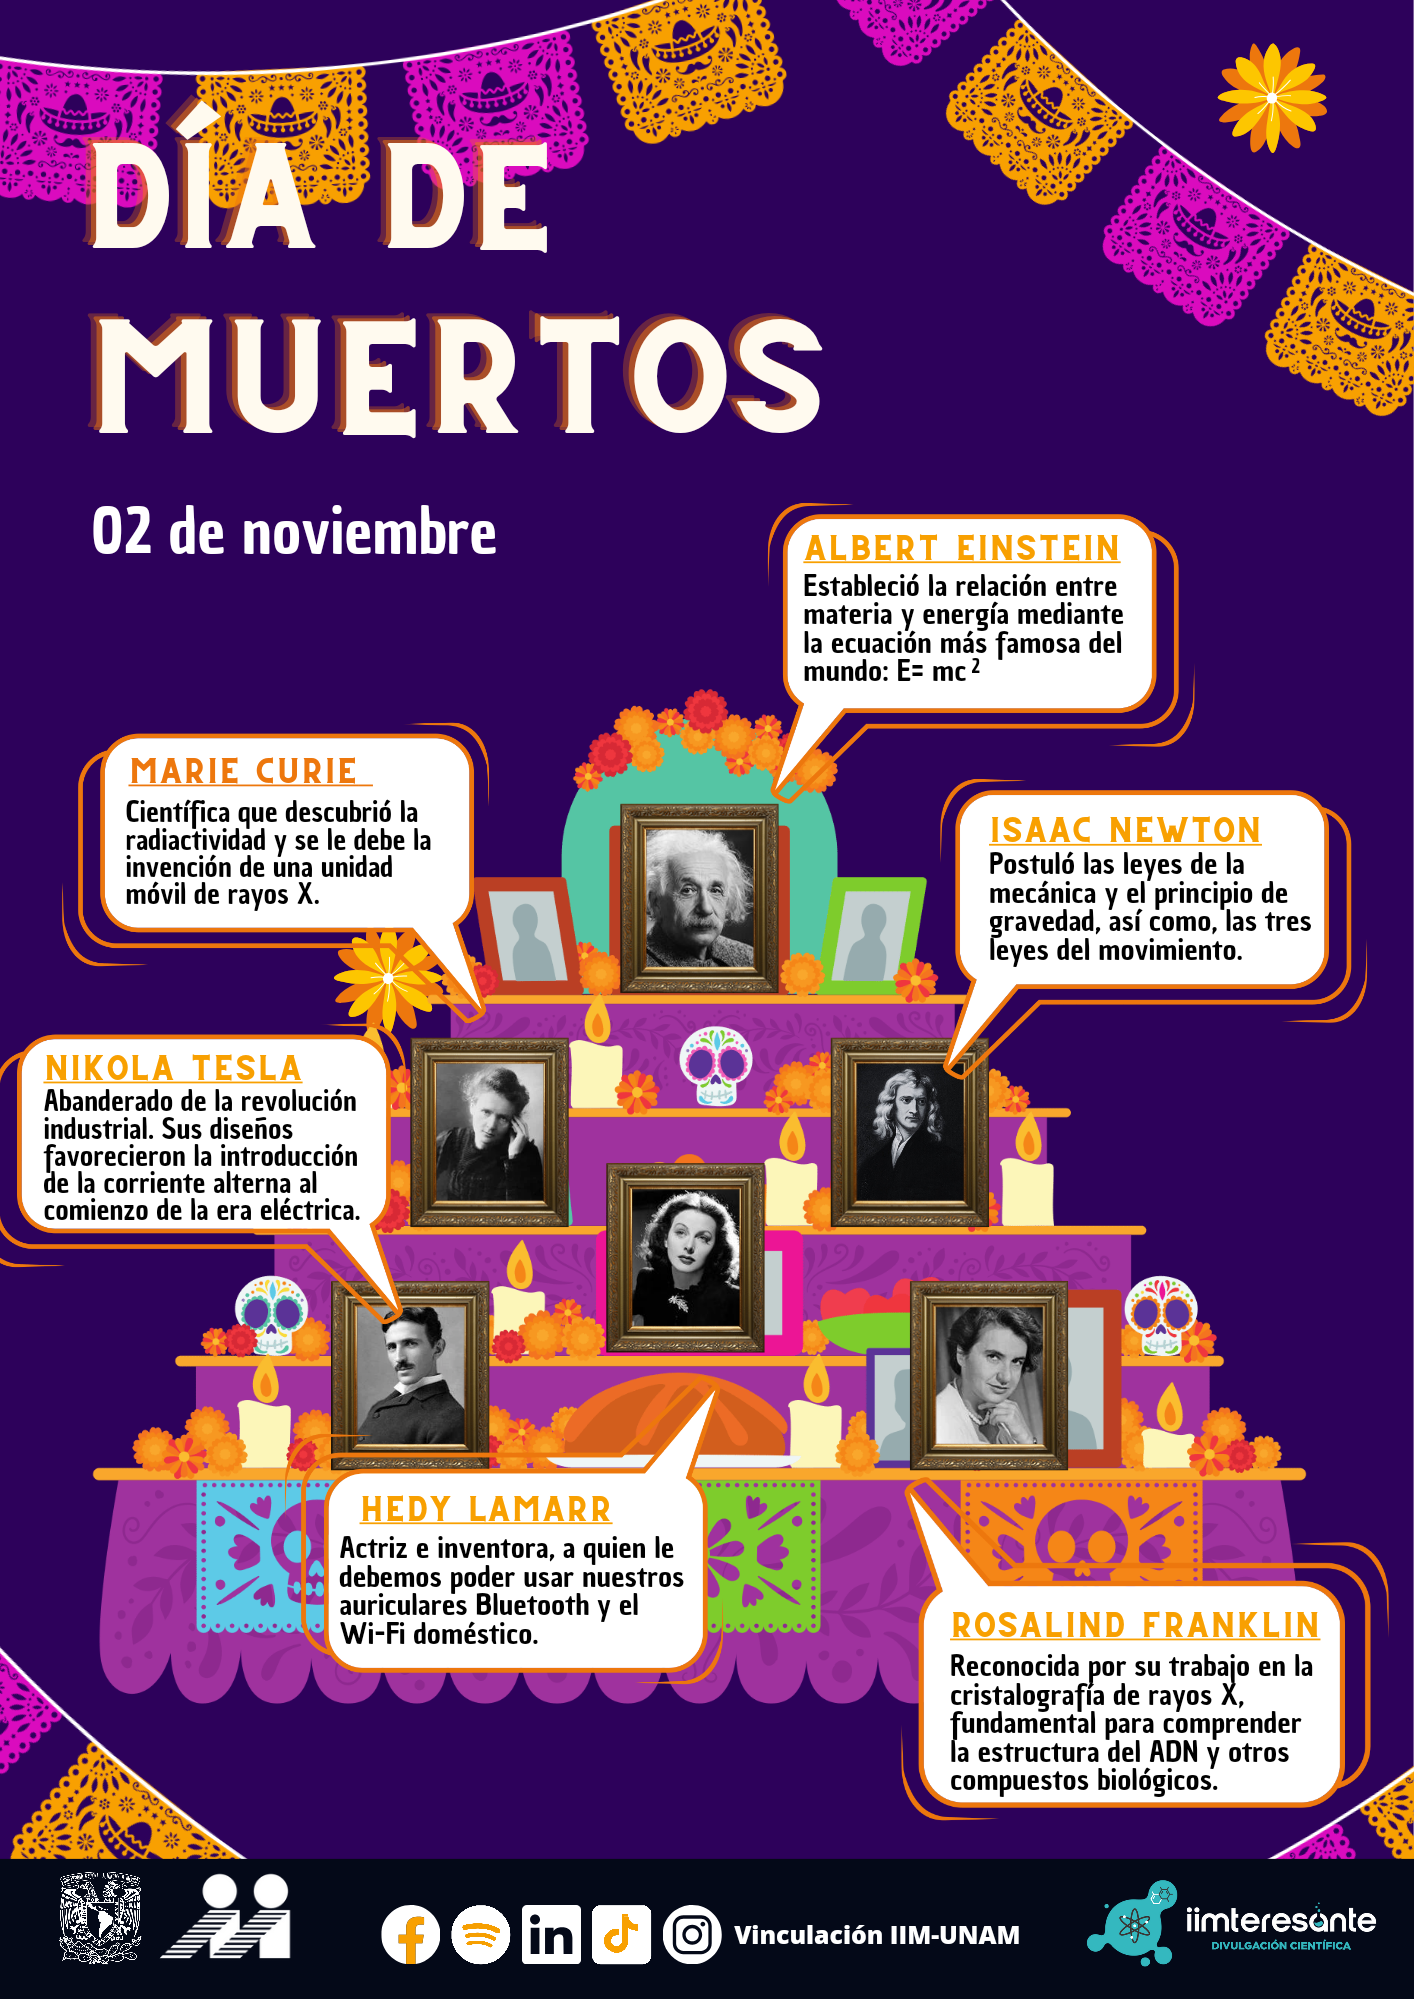 DÍA DE
MUERTOS
02 de noviembre
ALBERT EINSTEIN
Estableció la relación entre
materia y energía mediante
la ecuación más famosa del
mundo: E= mc²
MARIE CURIE
Científica que descubrió la
radiactividad y se le debe la
invención de una unidad
móvil de rayos X.
ISAAC NEWTON
Postuló las leyes de la
mecánica y el principio de
gravedad, así como, las tres
leyes del movimiento.
NIKOLA TESLA
Abanderado de la revolución
industrial. Sus diseños
favorecieron la introducción
de la corriente alterna al
comienzo de la era eléctrica.
HEDY LAMARR
Actriz e inventora, a quien le
debemos poder usar nuestros
auriculares Bluetooth y el
Wi-Fi doméstico.
ROSALIND FRANKLIN
Reconocida por su trabajo en la
cristalografía de rayos X,
fundamental para comprender
la estructura del ADN y otros
compuestos biológicos.
Vinculación IIM-UNAM
iimteresante
DIVULGACIÓN CIENTÍFICA